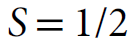 S = 1/2